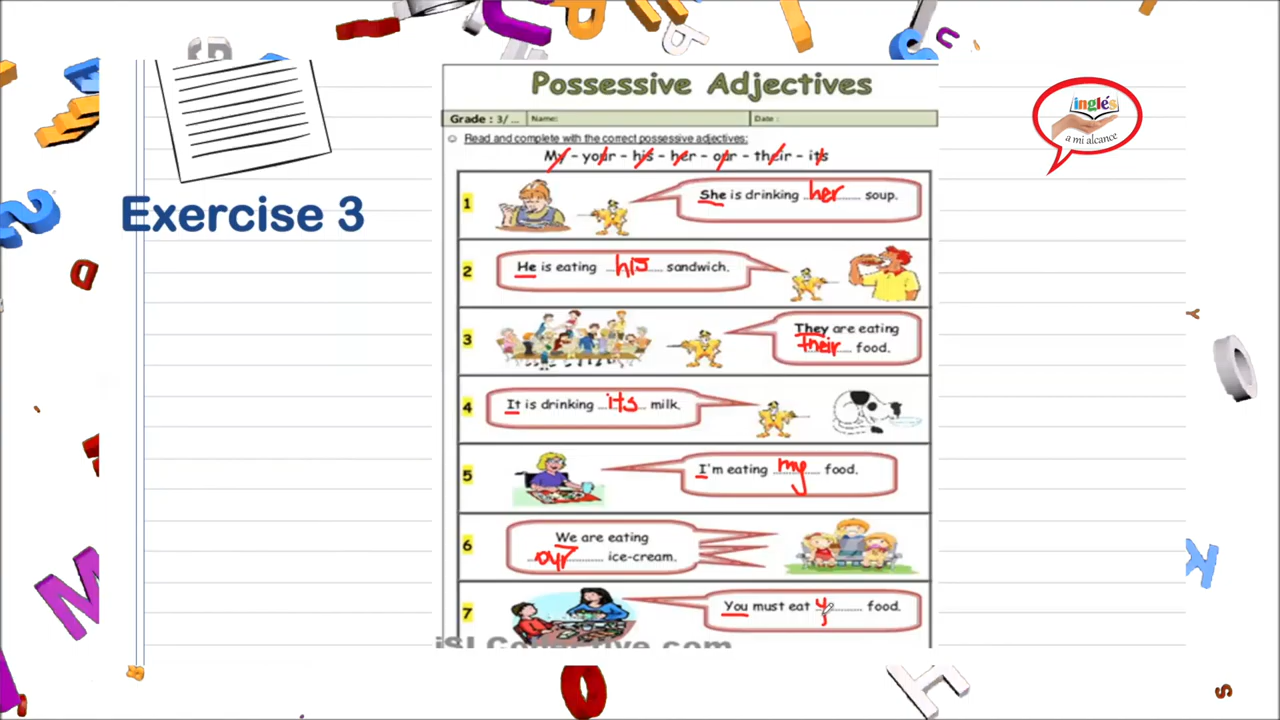 Possessive Adjectives
Grade : 3/ ... Name: Date :
☺ Read and complete with the correct possessive adjectives:
My – your – his – her – our – their – its
inglés
a mi alcance
Exercise 3
1
She is drinking her soup.
2
He is eating his sandwich.
3
They are eating
their food.
4
It is drinking its milk.
5
I'm eating my food.
6
We are eating
our ice-cream.
7
You must eat y food.
iSLCollective.com